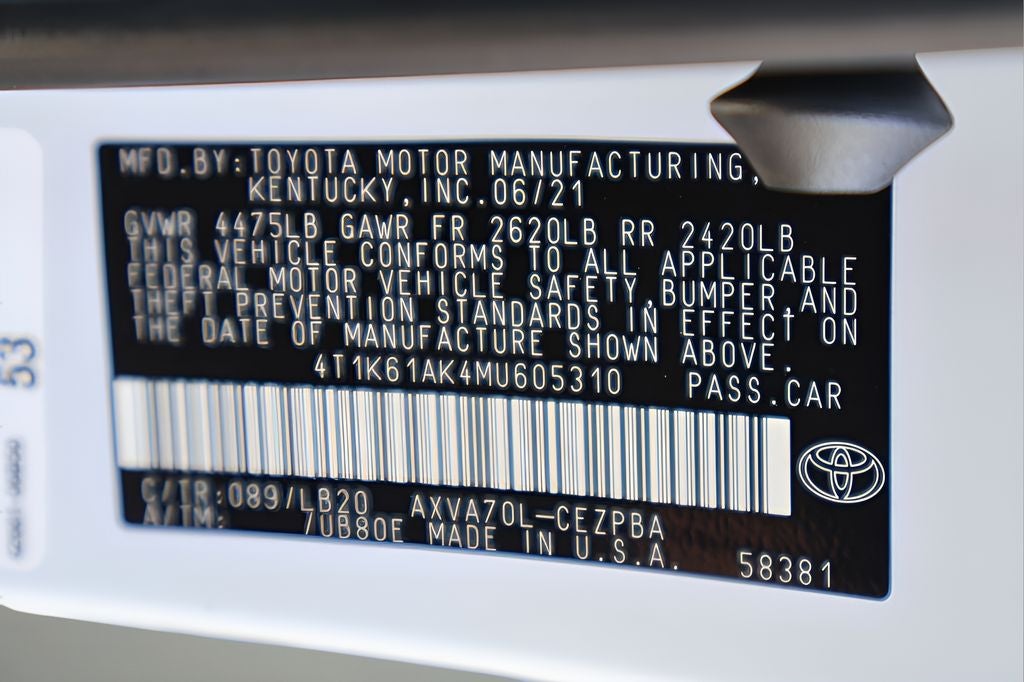 MFD.BY:TOYOTA MOTOR MANUFACTURING,
KENTUCKY,INC.06/21
GVWR 4475LB GAWR FR 2620LB RR 2420LB
THIS VEHICLE CONFORMS TO ALL APPLICABLE
FEDERAL MOTOR VEHICLE SAFETY,BUMPER,AND
THEFT PREVENTION STANDARDS IN EFFECT ON
THE DATE OF MANUFACTURE SHOWN ABOVE.
4T1K61AK4MU605310 PASS.CAR
C/TR:089/LB20 AXVA70L-CEZPBA
A/TM: 7UB80E MADE IN U.S.A.
58381
53